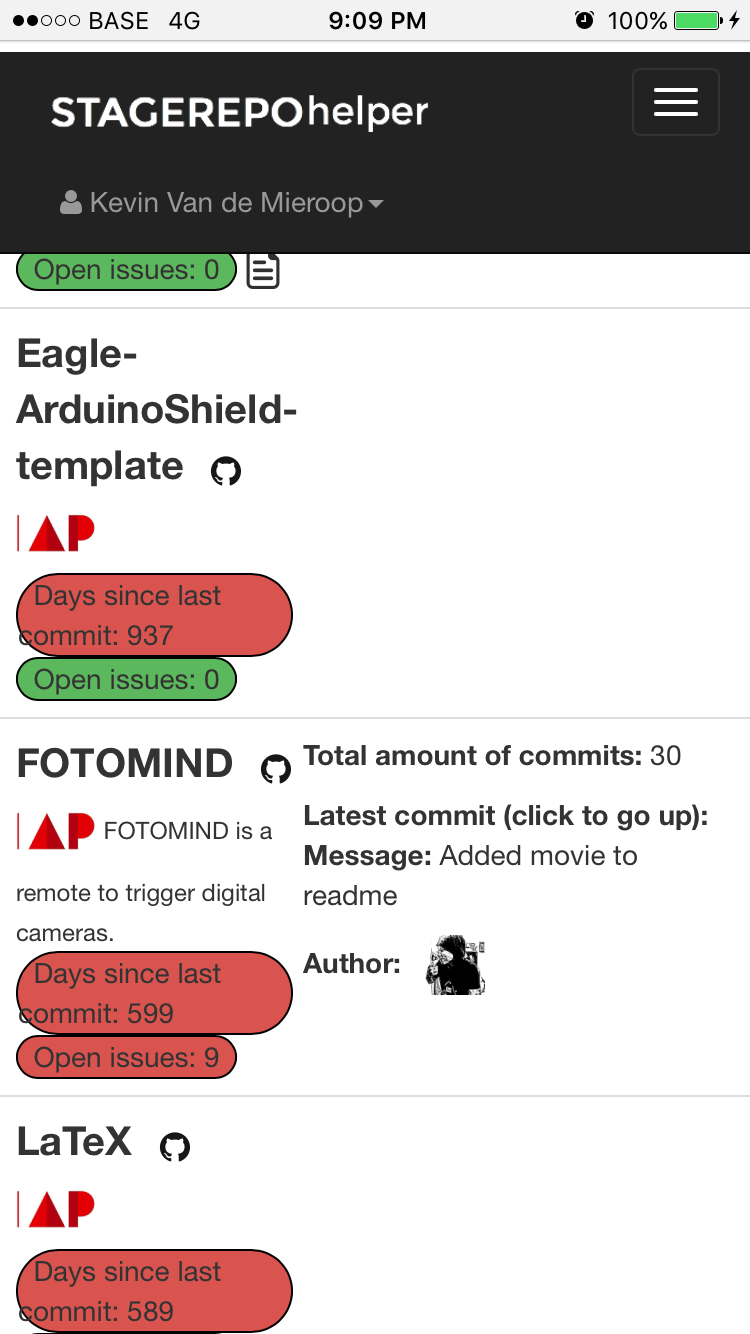 BASE 4G 9:09 PM 100%
STAGEREPOhelper
Kevin Van de Mieroop
Open issues: 0
Eagle-
ArduinoShield-
template
AP
Days since last
commit: 937
Open issues: 0
FOTOMIND
AP FOTOMIND is a
remote to trigger digital
cameras.
Days since last
commit: 599
Open issues: 9
Total amount of commits: 30
Latest commit (click to go up):
Message: Added movie to
readme
Author:
LaTeX
AP
Days since last
commit: 589